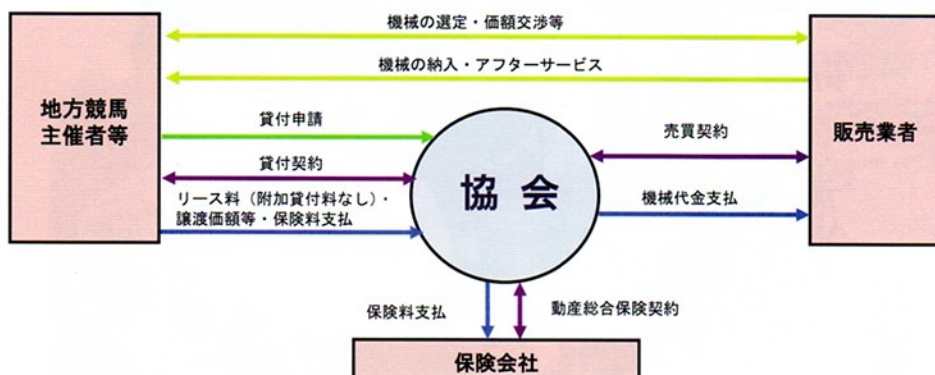 機械の選定・価額交渉等
機械の納入・アフターサービス
地方競馬
主催者等
販売業者
貸付申請
売買契約
貸付契約
協 会
リース料（附加貸付料なし）・
譲渡価額等・保険料支払
機械代金支払
保険料支払
動産総合保険契約
保険会社